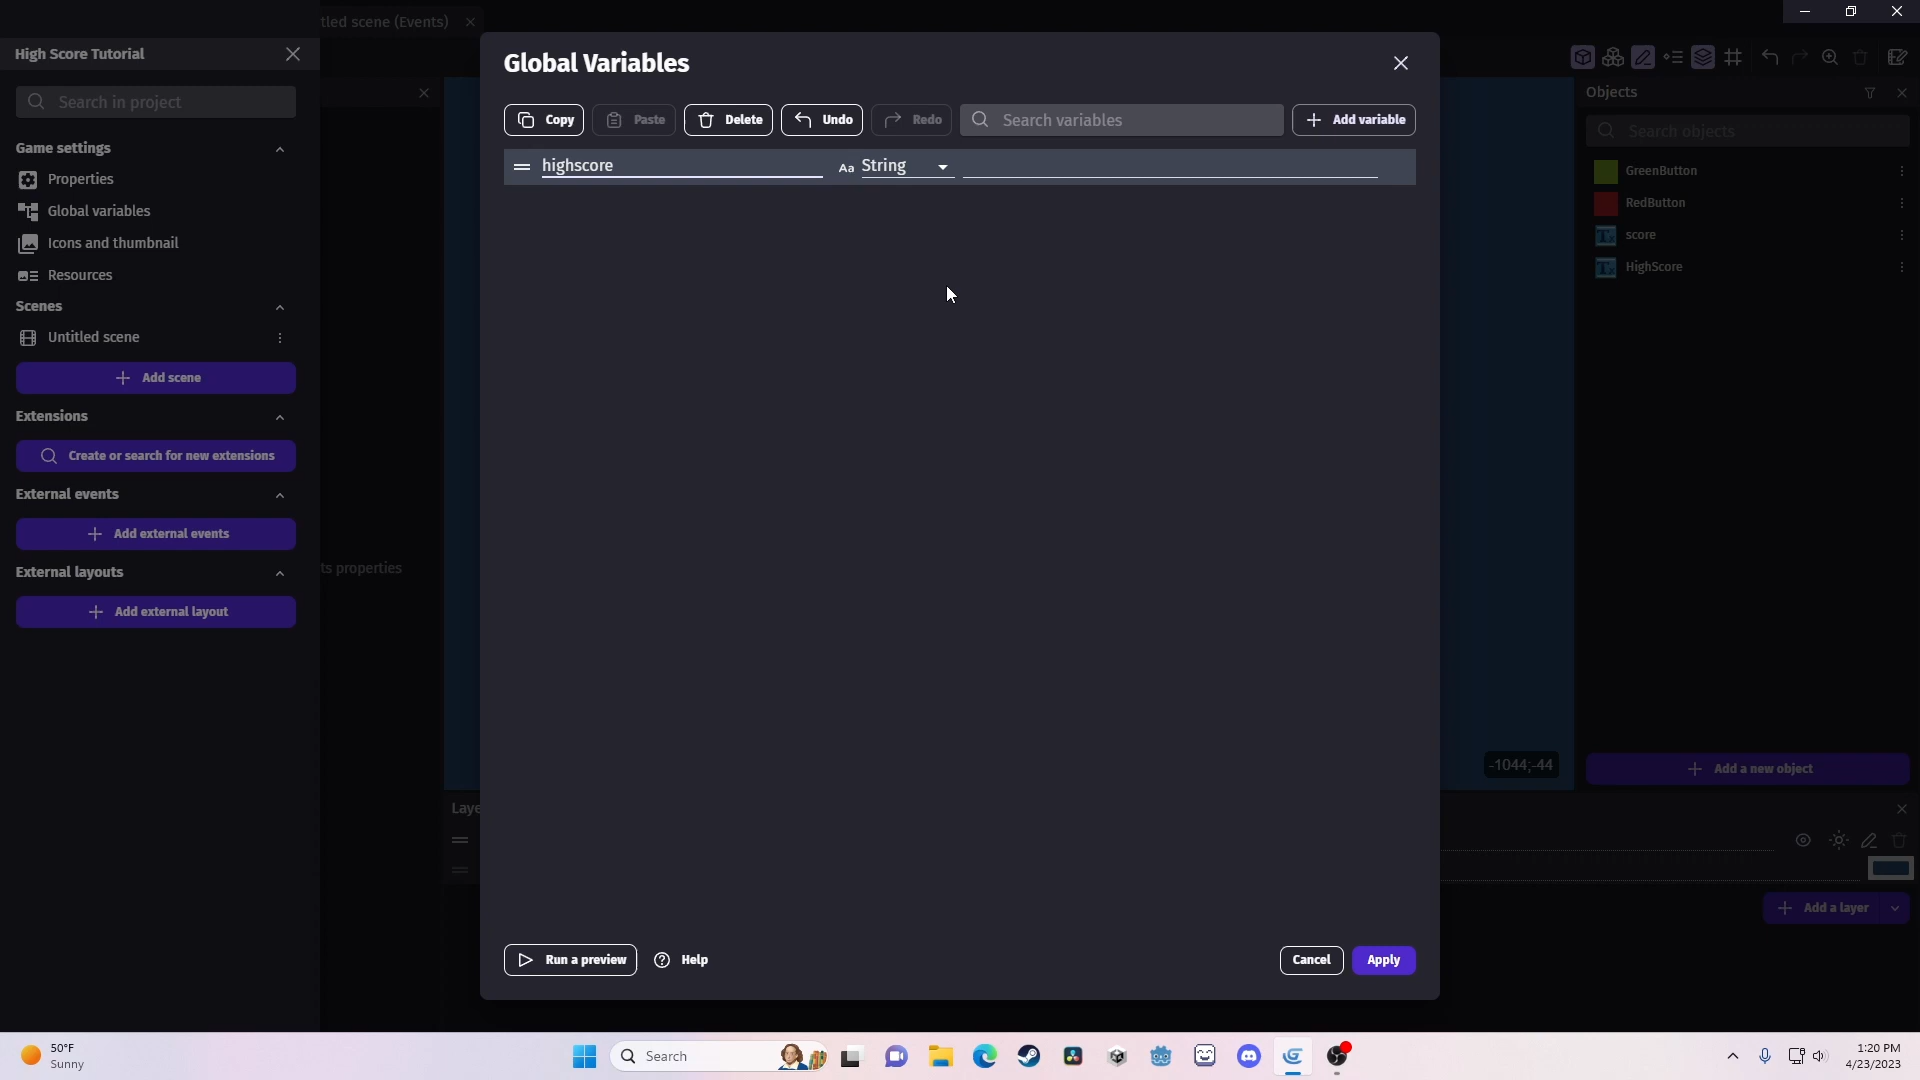 tled scene (Events)
High Score Tutorial
Search in project
Game settings
Properties
Global variables
Icons and thumbnail
Resources
Scenes
Untitled scene
Add scene
Extensions
Create or search for new extensions
External events
Add external events
External layouts
Add external layout
ts properties
Global Variables
Copy
Paste
Delete
Undo
Redo
Search variables
Add variable
highscore
Aa String
Run a preview
Help
Cancel
Apply
Objects
Search objects
GreenButton
RedButton
score
HighScore
-1044;-44
Add a new object
Laye
Add a layer
50°F
Sunny
Search
1:20 PM
4/23/2023